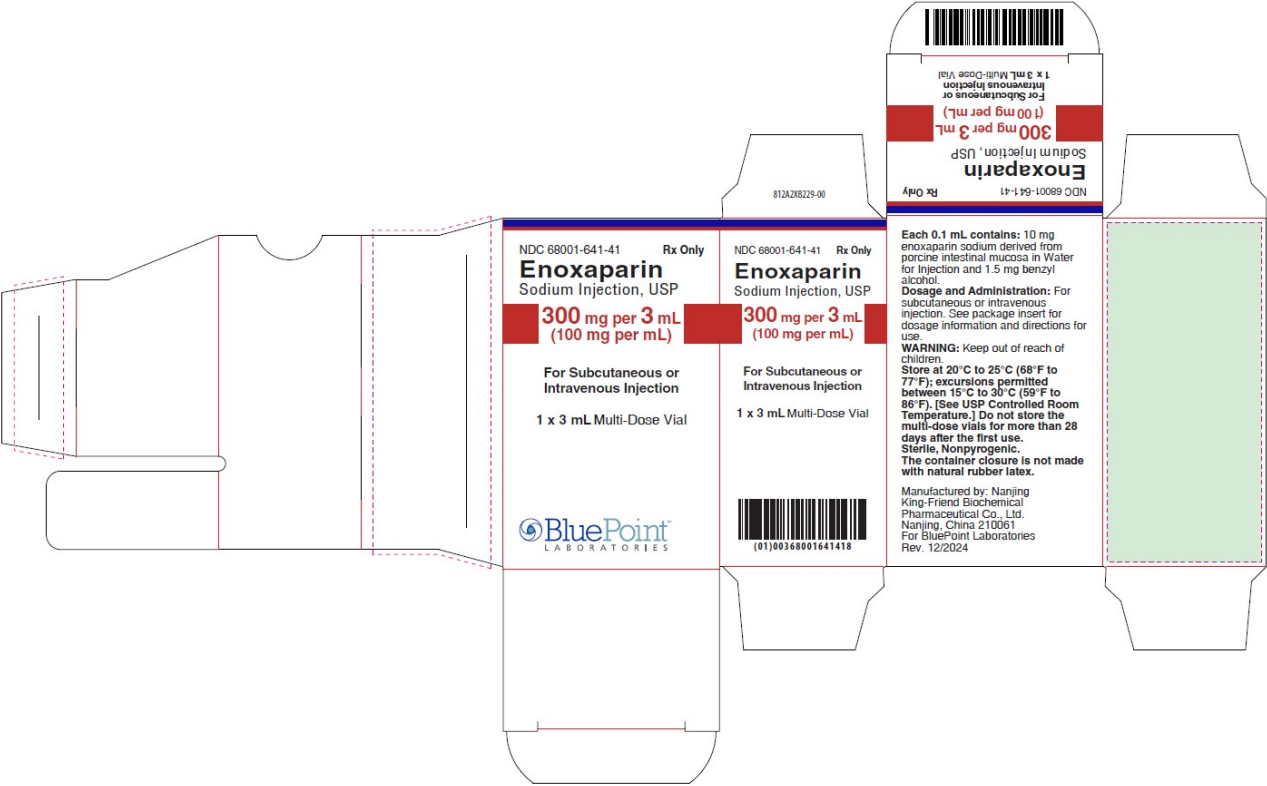 1 x 3 mL Multi-Dose Vial
Intravenous Injection
For Subcutaneous or
(100 mg per mL)
300 mg per 3 mL
Sodium Injection, USP
Enoxaparin
NDC 68001-641-41 Rx Only
812A2XB229-00
NDC 68001-641-41 Rx Only
Enoxaparin
Sodium Injection, USP
300 mg per 3 mL
(100 mg per mL)
For Subcutaneous or
Intravenous Injection
1 x 3 mL Multi-Dose Vial
BluePoint™
LABORATORIES
NDC 68001-641-41 Rx Only
Enoxaparin
Sodium Injection, USP
300 mg per 3 mL
(100 mg per mL)
For Subcutaneous or
Intravenous Injection
1 x 3 mL Multi-Dose Vial
(01)00368001641418
Each 0.1 mL contains: 10 mg
enoxaparin sodium derived from
porcine intestinal mucosa in Water
for Injection and 1.5 mg benzyl
alcohol.
Dosage and Administration: For
subcutaneous or intravenous
injection. See package insert for
dosage information and directions for
use.
WARNING: Keep out of reach of
children.
Store at 20°C to 25°C (68°F to
77°F); excursions permitted
between 15°C to 30°C (59°F to
86°F). [See USP Controlled Room
Temperature.] Do not store the
multi-dose vials for more than 28
days after the first use.
Sterile, Nonpyrogenic.
The container closure is not made
with natural rubber latex.
Manufactured by: Nanjing
King-Friend Biochemical
Pharmaceutical Co., Ltd.
Nanjing, China 210061
For BluePoint Laboratories
Rev. 12/2024